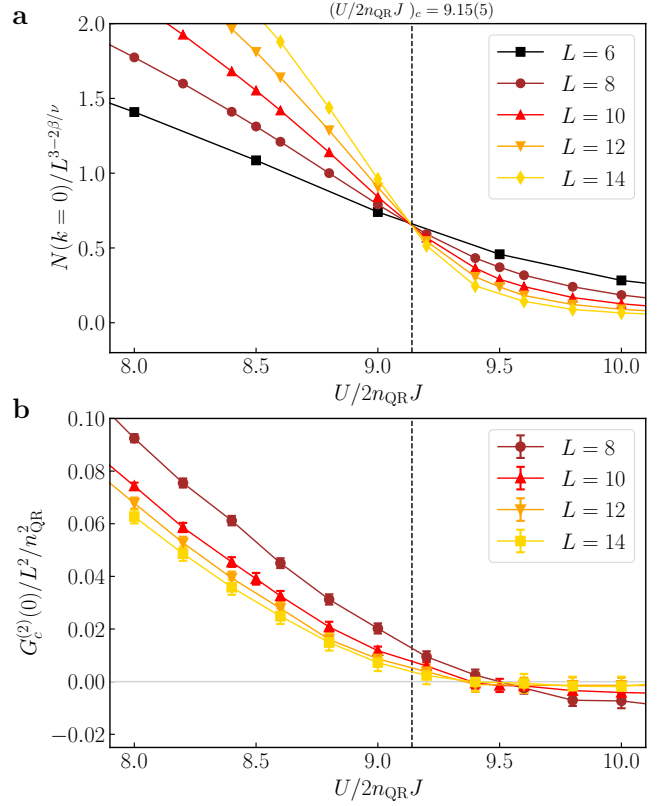 (U/2n_QR J )_c = 9.15(5)
a
2.0
1.5
1.0
0.5
0.0
N(k = 0)/L^{3−2β/ν}
L = 6
L = 8
L = 10
L = 12
L = 14
8.0 8.5 9.0 9.5 10.0
U/2n_QR J
b
0.10
0.08
0.06
0.04
0.02
0.00
−0.02
G_c^{(2)}(0)/L^2/n_QR^2
L = 8
L = 10
L = 12
L = 14
8.0 8.5 9.0 9.5 10.0
U/2n_QR J